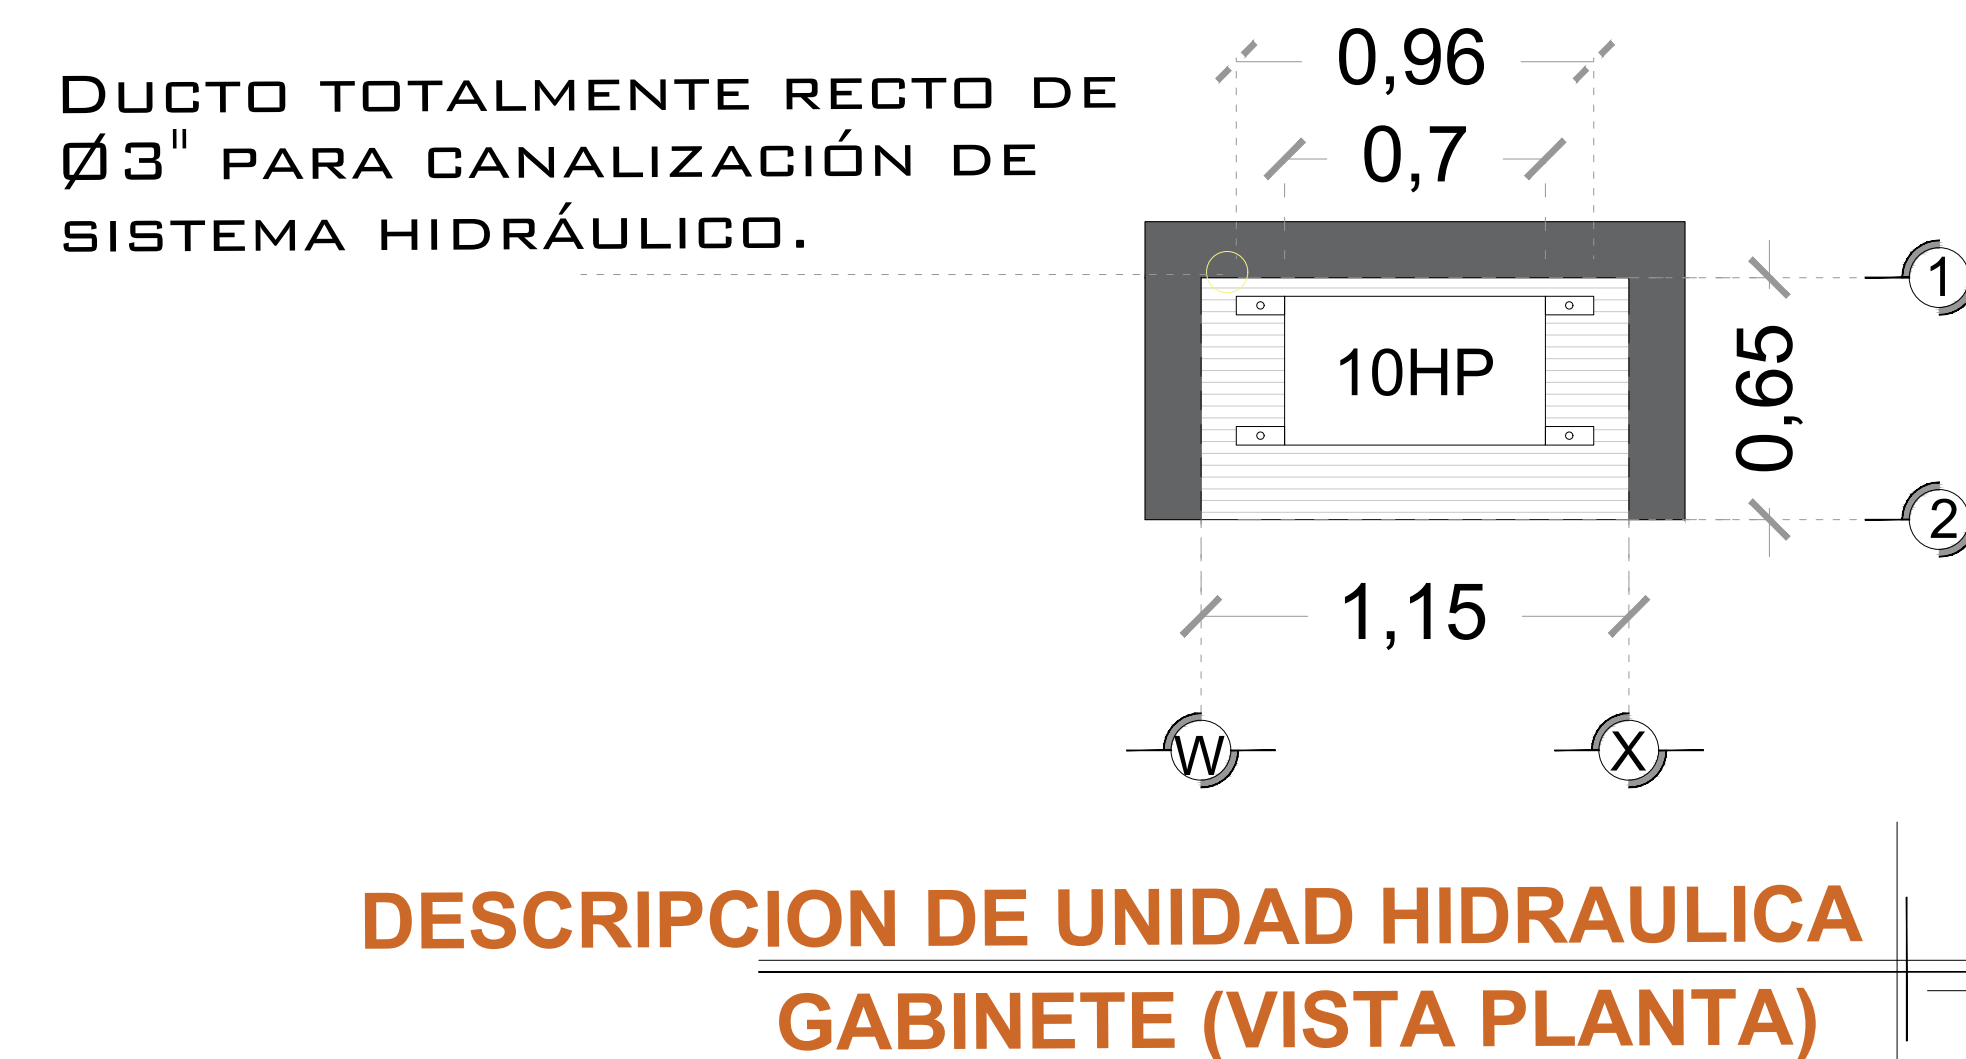 DUCTO TOTALMENTE RECTO DE
Ø3" PARA CANALIZACIÓN DE
SISTEMA HIDRÁULICO.
0,96
0,7
10HP
1
0,65
2
1,15
W
X
DESCRIPCION DE UNIDAD HIDRAULICA
GABINETE (VISTA PLANTA)